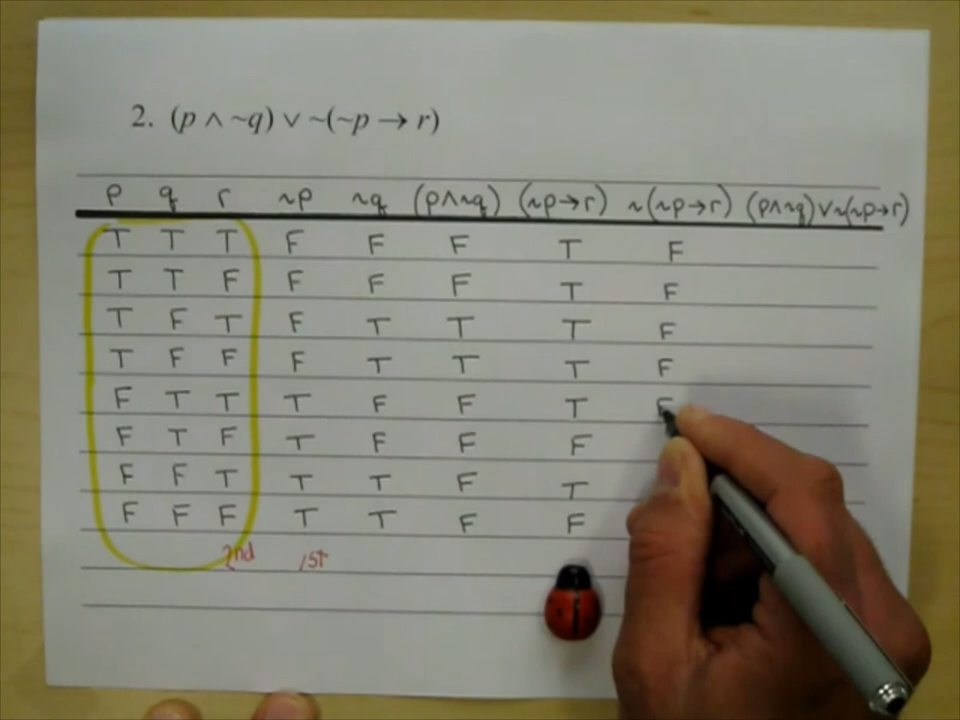 2. (p ∧ ~q) ∨ ~(~p → r)
p q r ~p ~q (p∧~q) (~p→r) ~(~p→r) (p∧~q)∨~(~p→r)
T T T F F F T F
T T F F F F T F
T F T F T T T F
T F F F T T T F
F T T T F F T F
F T F T F F F
F F T T T F T
F F F T T F F
2nd 1st